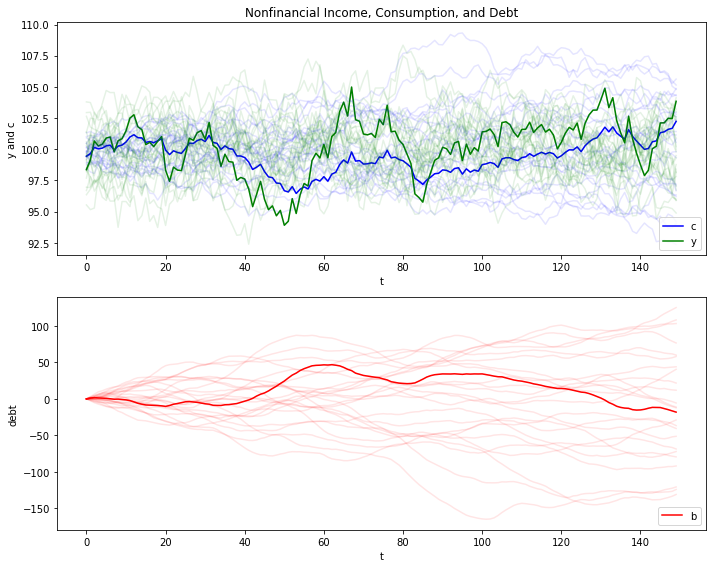 Nonfinancial Income, Consumption, and Debt
110.0
107.5
105.0
102.5
100.0
97.5
95.0
92.5
y and c
0 20 40 60 80 100 120 140
t
c
y
100
50
0
−50
−100
−150
debt
0 20 40 60 80 100 120 140
t
b